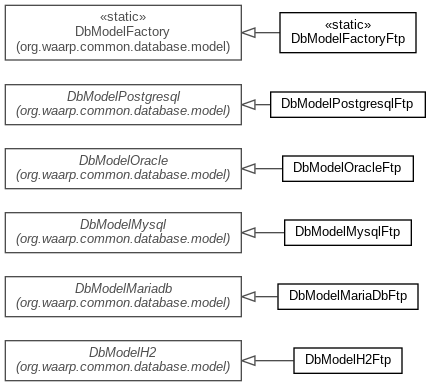 «static»
DbModelFactory
(org.waarp.common.database.model)
«static»
DbModelFactoryFtp
DbModelPostgresql
(org.waarp.common.database.model)
DbModelPostgresqlFtp
DbModelOracle
(org.waarp.common.database.model)
DbModelOracleFtp
DbModelMysql
(org.waarp.common.database.model)
DbModelMysqlFtp
DbModelMariadb
(org.waarp.common.database.model)
DbModelMariaDbFtp
DbModelH2
(org.waarp.common.database.model)
DbModelH2Ftp